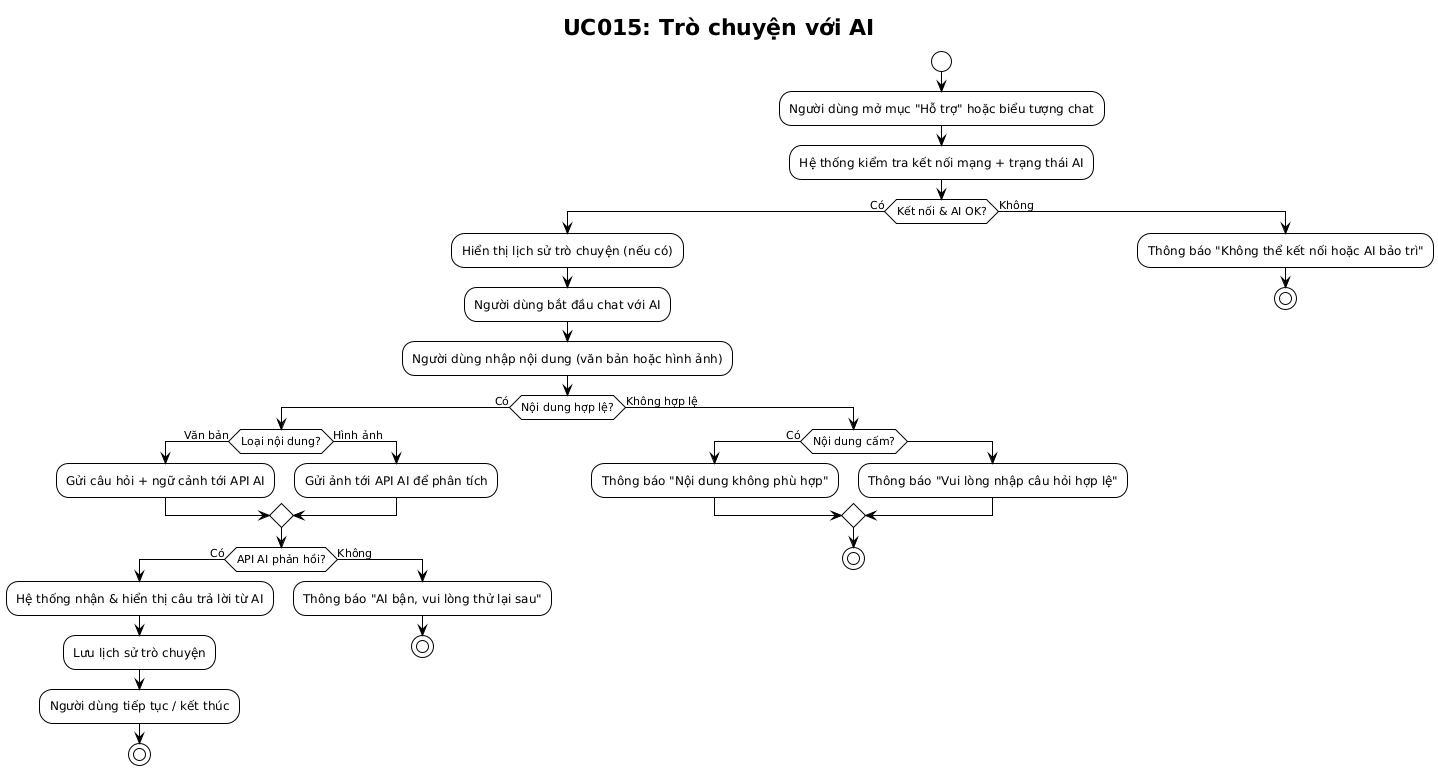 UC015: Trò chuyện với AI
Người dùng mở mục "Hỗ trợ" hoặc biểu tượng chat
Hệ thống kiểm tra kết nối mạng + trạng thái AI
Có
Kết nối & AI OK?
Không
Hiển thị lịch sử trò chuyện (nếu có)
Thông báo "Không thể kết nối hoặc AI bảo trì"
Người dùng bắt đầu chat với AI
Người dùng nhập nội dung (văn bản hoặc hình ảnh)
Có
Nội dung hợp lệ?
Không hợp lệ
Văn bản
Loại nội dung?
Hình ảnh
Có
Nội dung cấm?
Gửi câu hỏi + ngữ cảnh tới API AI
Gửi ảnh tới API AI để phân tích
Thông báo "Nội dung không phù hợp"
Thông báo "Vui lòng nhập câu hỏi hợp lệ"
Có
API AI phản hồi?
Không
Hệ thống nhận & hiển thị câu trả lời từ AI
Thông báo "AI bận, vui lòng thử lại sau"
Lưu lịch sử trò chuyện
Người dùng tiếp tục / kết thúc